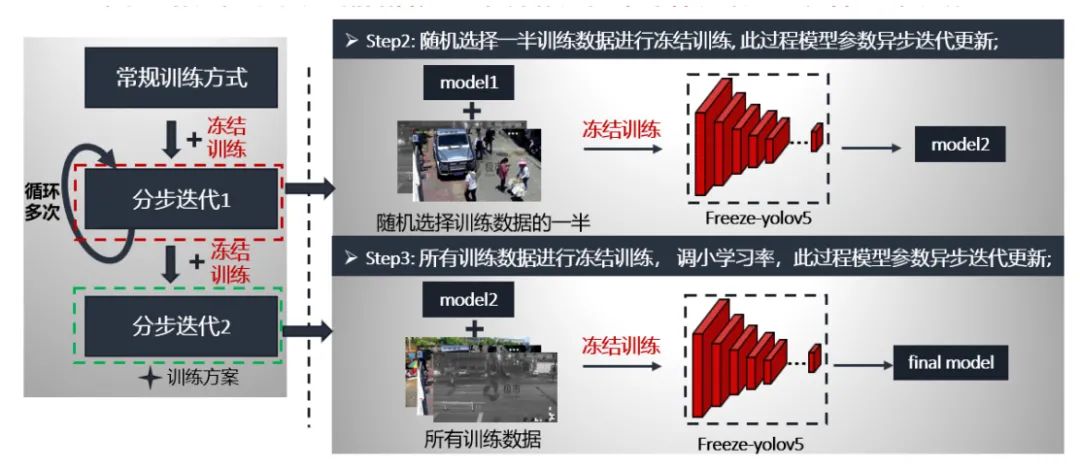 常规训练方式
+ 冻结
训练
循环
多次
分步迭代1
+ 冻结
训练
分步迭代2
训练方案
➢ Step2: 随机选择一半训练数据进行冻结训练, 此过程模型参数异步迭代更新;
model1
+
冻结训练
model2
随机选择训练数据的一半
Freeze-yolov5
➢ Step3: 所有训练数据进行冻结训练， 调小学习率，此过程模型参数异步迭代更新;
model2
+
冻结训练
final model
所有训练数据
Freeze-yolov5